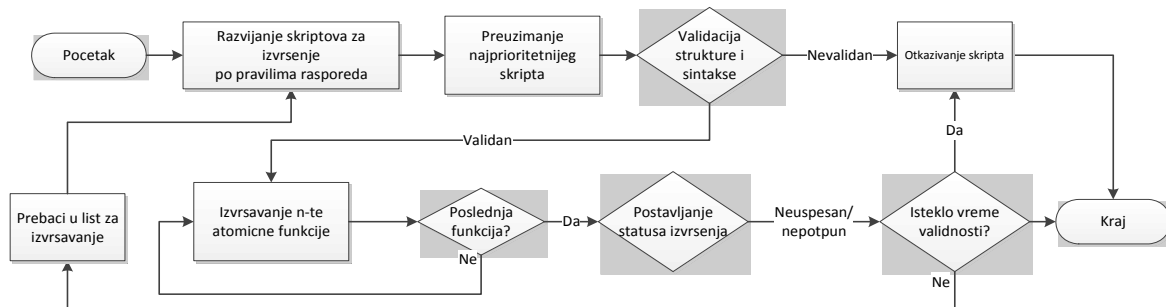 Pocetak
Razvijanje skriptova za
izvrsenje
po pravilima rasporeda
Preuzimanje
najprioritetnijeg
skripta
Validacija
strukture i
sintakse
Nevalidan
Otkazivanje skripta
Validan
Da
Prebaci u list za
izvrsavanje
Izvrsavanje n-te
atomicne funkcije
Poslednja
funkcija?
Da
Ne
Postavljanje
statusa izvrsenja
Neuspesan/
nepotpun
Isteklo vreme
validnosti?
Ne
Kraj